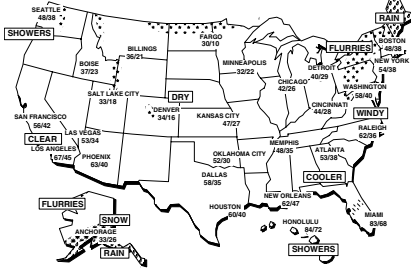 SEATTLE
48/38
SHOWERS
BILLINGS
36/21
BOISE
37/23
FARGO
30/10
MINNEAPOLIS
32/22
RAIN
BOSTON
48/38
FLURRIES
NEW YORK
54/38
DETROIT
40/29
CHICAGO
42/26
WASHINGTON
58/40
SALT LAKE CITY
33/18
DRY
DENVER
34/16
KANSAS CITY
47/27
CINCINNATI
44/28
WINDY
RALEIGH
62/36
SAN FRANCISCO
56/42
CLEAR
LAS VEGAS
53/34
LOS ANGELES
67/45
PHOENIX
63/40
OKLAHOMA CITY
52/30
MEMPHIS
48/35
ATLANTA
53/38
COOLER
DALLAS
58/35
NEW ORLEANS
62/47
HOUSTON
60/40
MIAMI
83/68
FLURRIES
SNOW
ANCHORAGE
33/26
RAIN
HONOLULU
84/72
SHOWERS